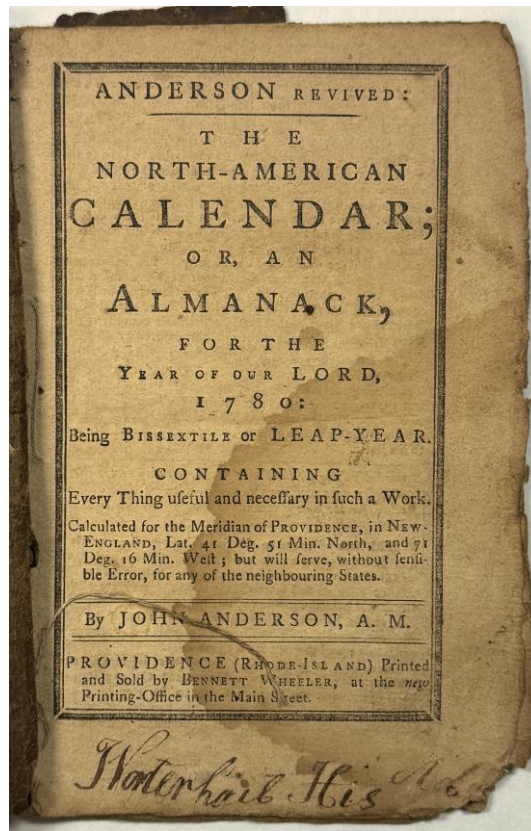 ANDERSON REVIVED:
THE
NORTH-AMERICAN
CALENDAR;
OR, AN
ALMANACK,
FOR THE
YEAR OF OUR LORD,
1780:
Being BISSEXTILE or LEAP-YEAR.
CONTAINING
Every Thing uſeful and neceſſary in ſuch a Work.
Calculated for the Meridian of PROVIDENCE, in NEW-
ENGLAND, Lat. 41 Deg. 51 Min. North, and 71
Deg. 16 Min. Weſt; but will ſerve, without ſenſi-
ble Error, for any of the neighbouring States.
By JOHN ANDERSON, A. M.
PROVIDENCE (RHODE-ISLAND) Printed
and Sold by BENNETT WHEELER, at the new
Printing-Office in the Main Street.
His